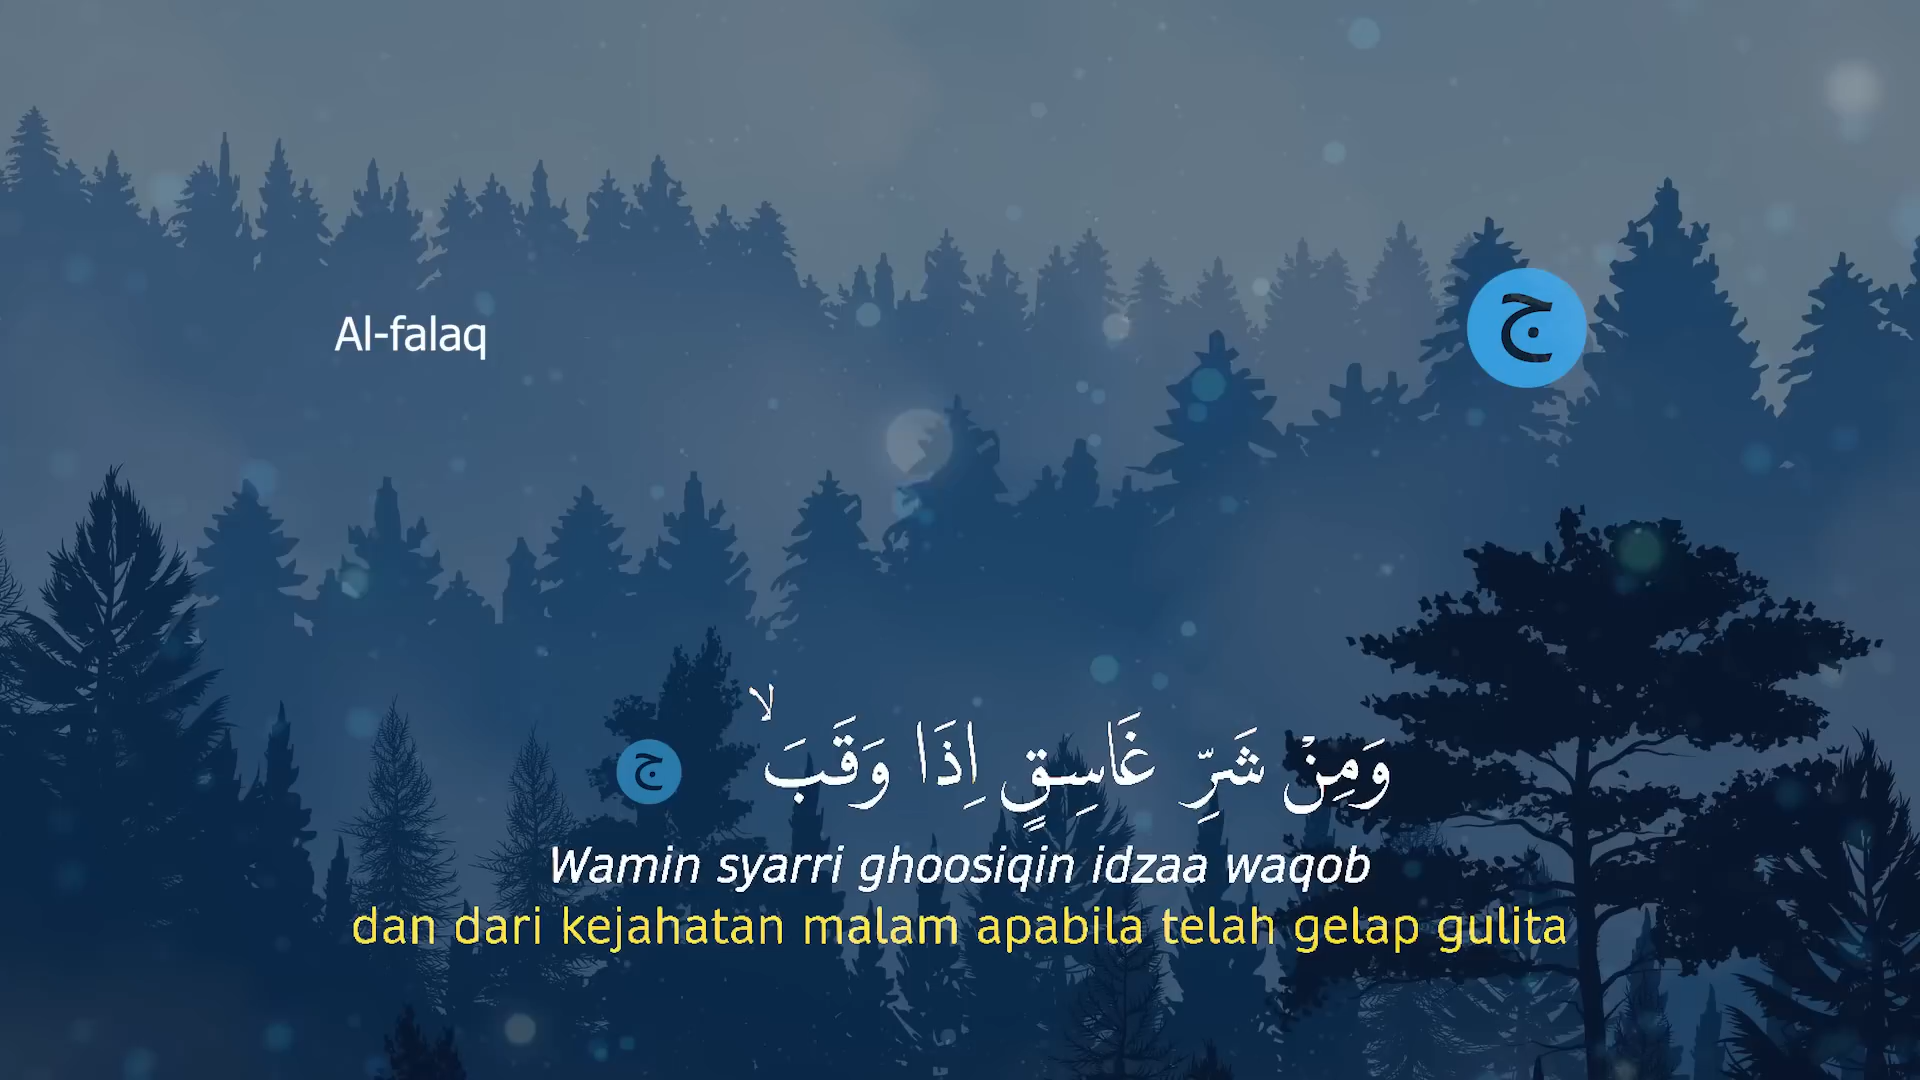 Al-falaq
ج
وَمِنْ شَرِّ غَاسِقٍ اِذَا وَقَبَۙ ج
Wamin syarri ghoosiqin idzaa waqob
dan dari kejahatan malam apabila telah gelap gulita